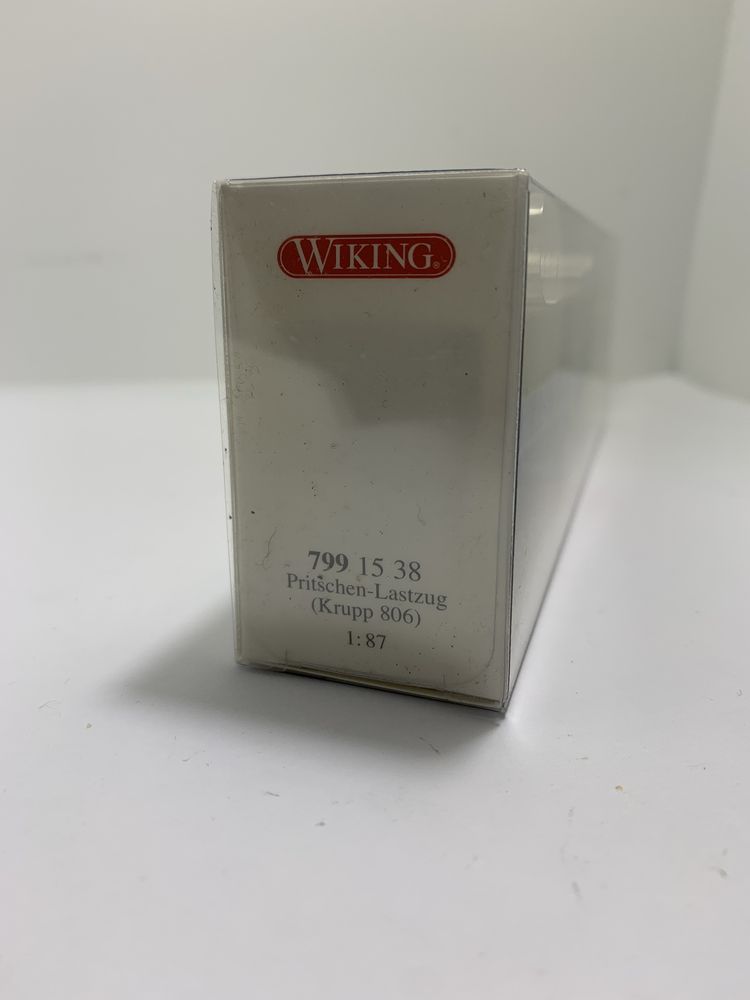 WIKING®
799 15 38
Pritschen-Lastzug
(Krupp 806)
1:87